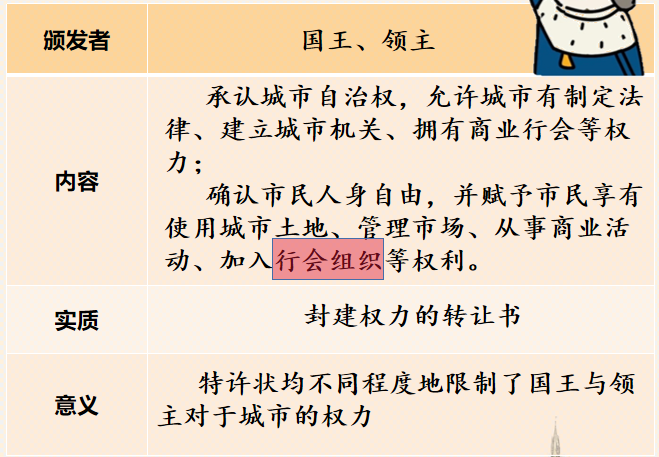 颁发者
国王、领主
内容
承认城市自治权，允许城市有制定法
律、建立城市机关、拥有商业行会等权
力；
确认市民人身自由，并赋予市民享有
使用城市土地、管理市场、从事商业活
动、加入行会组织等权利。
实质
封建权力的转让书
意义
特许状均不同程度地限制了国王与领
主对于城市的权力